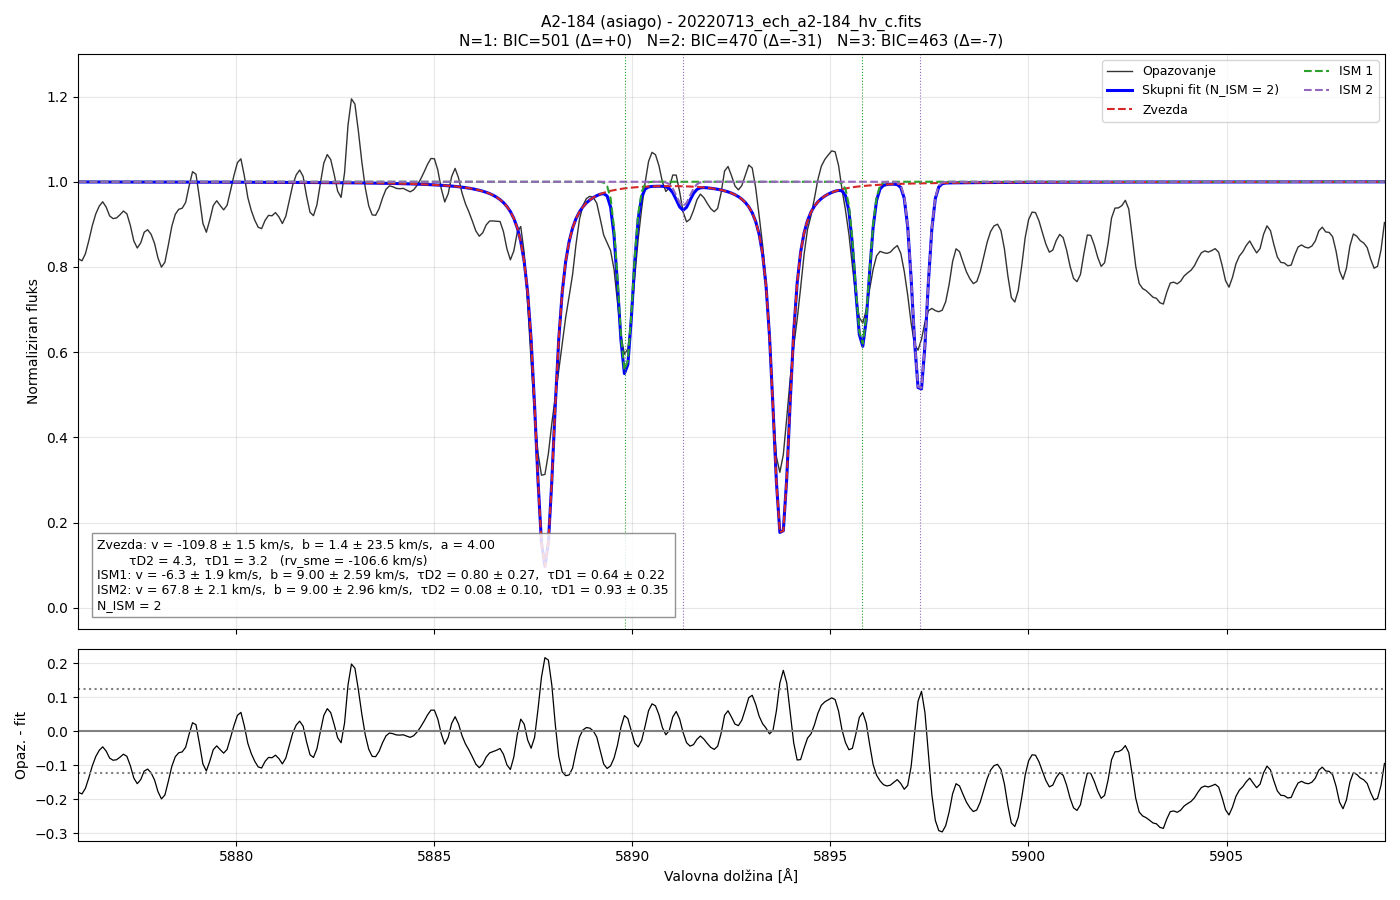 A2-184 (asiago) - 20220713_ech_a2-184_hv_c.fits
N=1: BIC=501 (Δ=+0)   N=2: BIC=470 (Δ=-31)   N=3: BIC=463 (Δ=-7)
Opazovanje
Skupni fit (N_ISM = 2)
Zvezda
ISM 1
ISM 2
Normaliziran fluks
1.2
1.0
0.8
0.6
0.4
0.2
0.0
Zvezda: v = -109.8 ± 1.5 km/s,  b = 1.4 ± 23.5 km/s,  a = 4.00
τD2 = 4.3,  τD1 = 3.2   (rv_sme = -106.6 km/s)
ISM1: v = -6.3 ± 1.9 km/s,  b = 9.00 ± 2.59 km/s,  τD2 = 0.80 ± 0.27,  τD1 = 0.64 ± 0.22
ISM2: v = 67.8 ± 2.1 km/s,  b = 9.00 ± 2.96 km/s,  τD2 = 0.08 ± 0.10,  τD1 = 0.93 ± 0.35
N_ISM = 2
Opaz. - fit
0.2
0.1
0.0
−0.1
−0.2
−0.3
5880 5885 5890 5895 5900 5905
Valovna dolžina [Å]